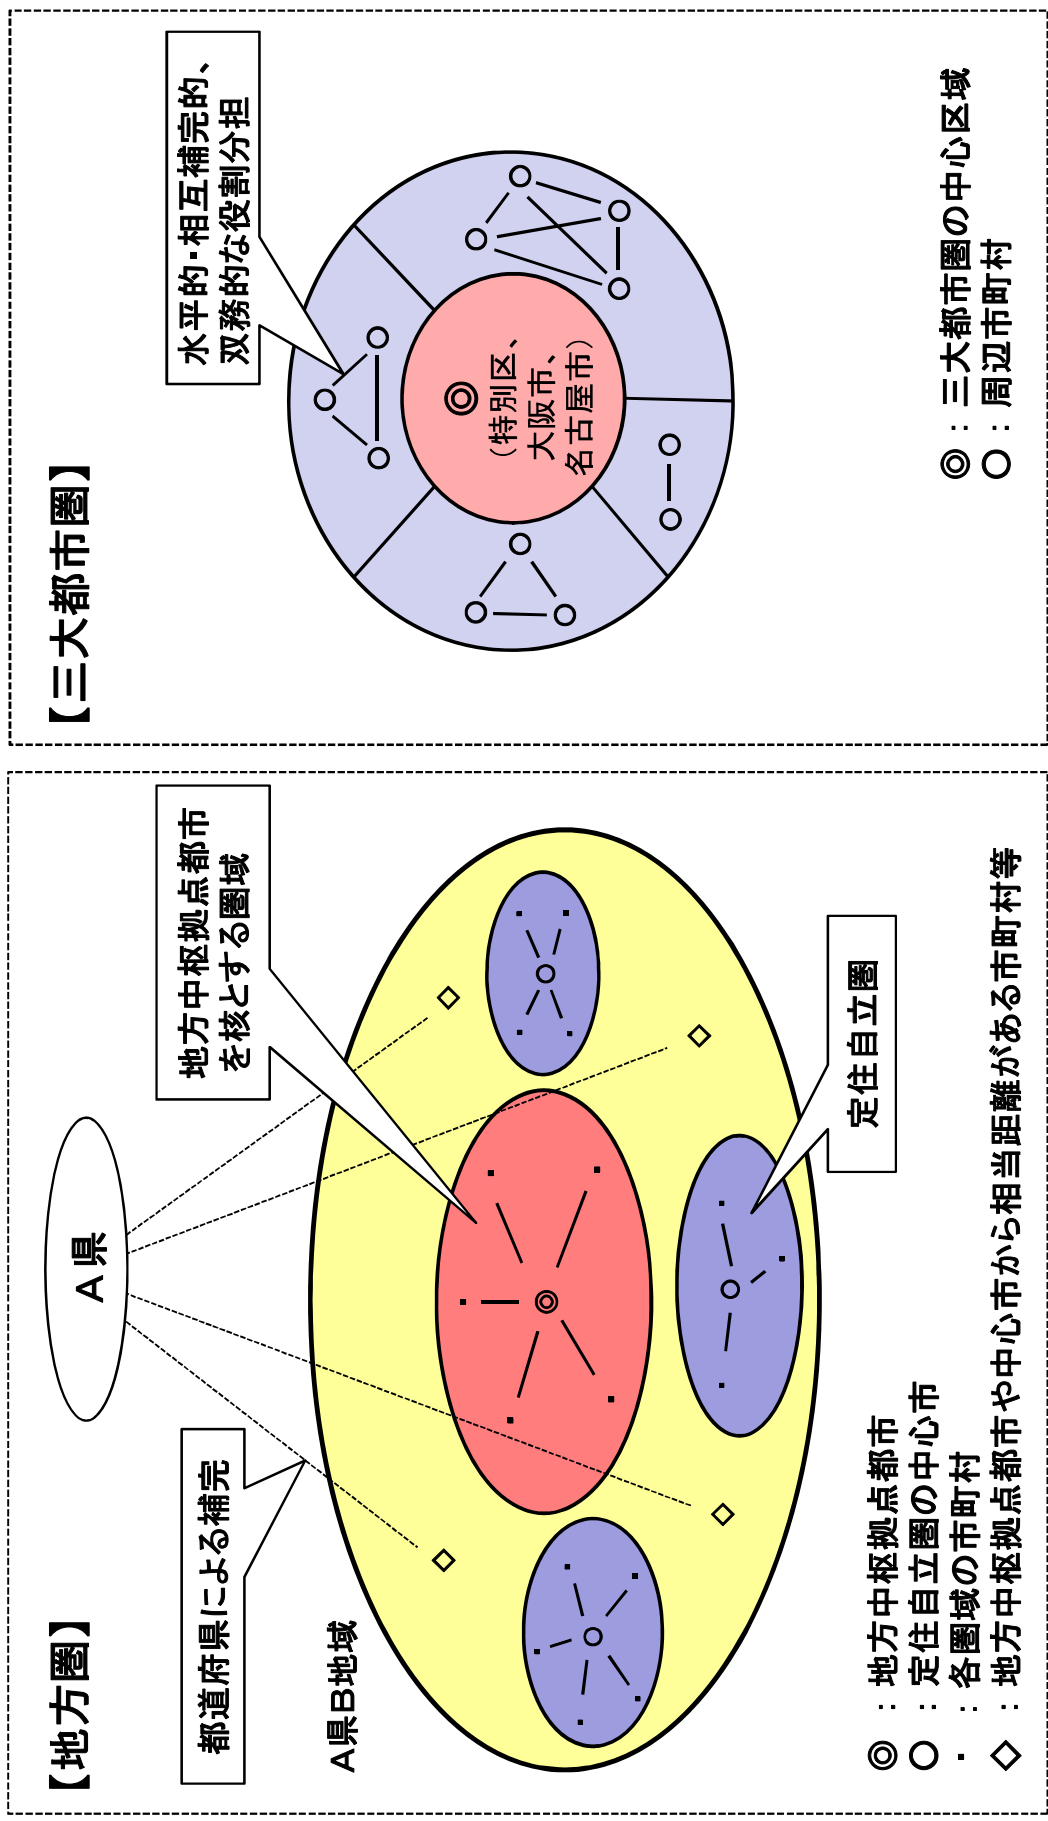 【地方圏】
A県
都道府県による補完
地方中枢拠点都市
を核とする圏域
A県B地域
定住自立圏
◎：地方中枢拠点都市
○：定住自立圏の中心市
・：各圏域の市町村
◇：地方中枢拠点都市や中心市から相当距離がある市町村等
【三大都市圏】
水平的・相互補完的、
双務的な役割分担
（特別区、
大阪市、
名古屋市）
◎：三大都市圏の中心区域
○：周辺市町村